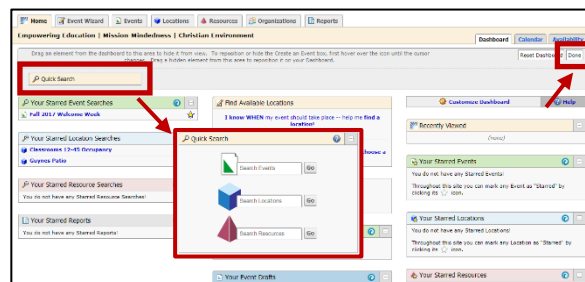 Home Event Wizard Events Locations Resources Organizations Reports
Empowering Education | Mission Mindedness | Christian Environment
Dashboard Calendar Availability
Drag an element from the dashboard to this area to hide it from view. To reposition or hide the Create an Event box, first hover over the icon until the cursor
changes. Drag a hidden element from this area to reposition it on your Dashboard.
Reset Dashboard Done
Quick Search
Your Starred Event Searches
Fall 2017 Welcome Week
Your Starred Location Searches
Classrooms 12-45 Occupancy
Guynes Patio
Your Starred Resource Searches
You do not have any Starred Resource Searches!
Your Starred Reports
You do not have any Starred Reports!
Find Available Locations
I know WHEN my event should take place -- help me find a
location!
choose a
Quick Search
Search Events Go
Search Locations Go
Search Resources Go
Your Event Drafts
Customize Dashboard Help
Recently Viewed
(none)
Your Starred Events
You do not have any Starred Events!
Throughout this site you can mark any Event as "Starred" by
clicking its icon.
Your Starred Locations
You do not have any Starred Locations!
Throughout this site you can mark any Location as "Starred" by
clicking its icon.
Your Starred Resources